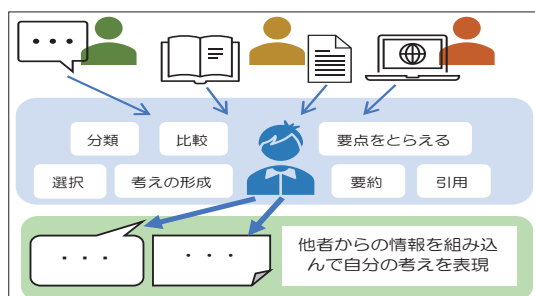 ・・・
分類
比較
要点をとらえる
選択
考えの形成
要約
引用
・・・
・・・
他者からの情報を組み込
んで自分の考えを表現